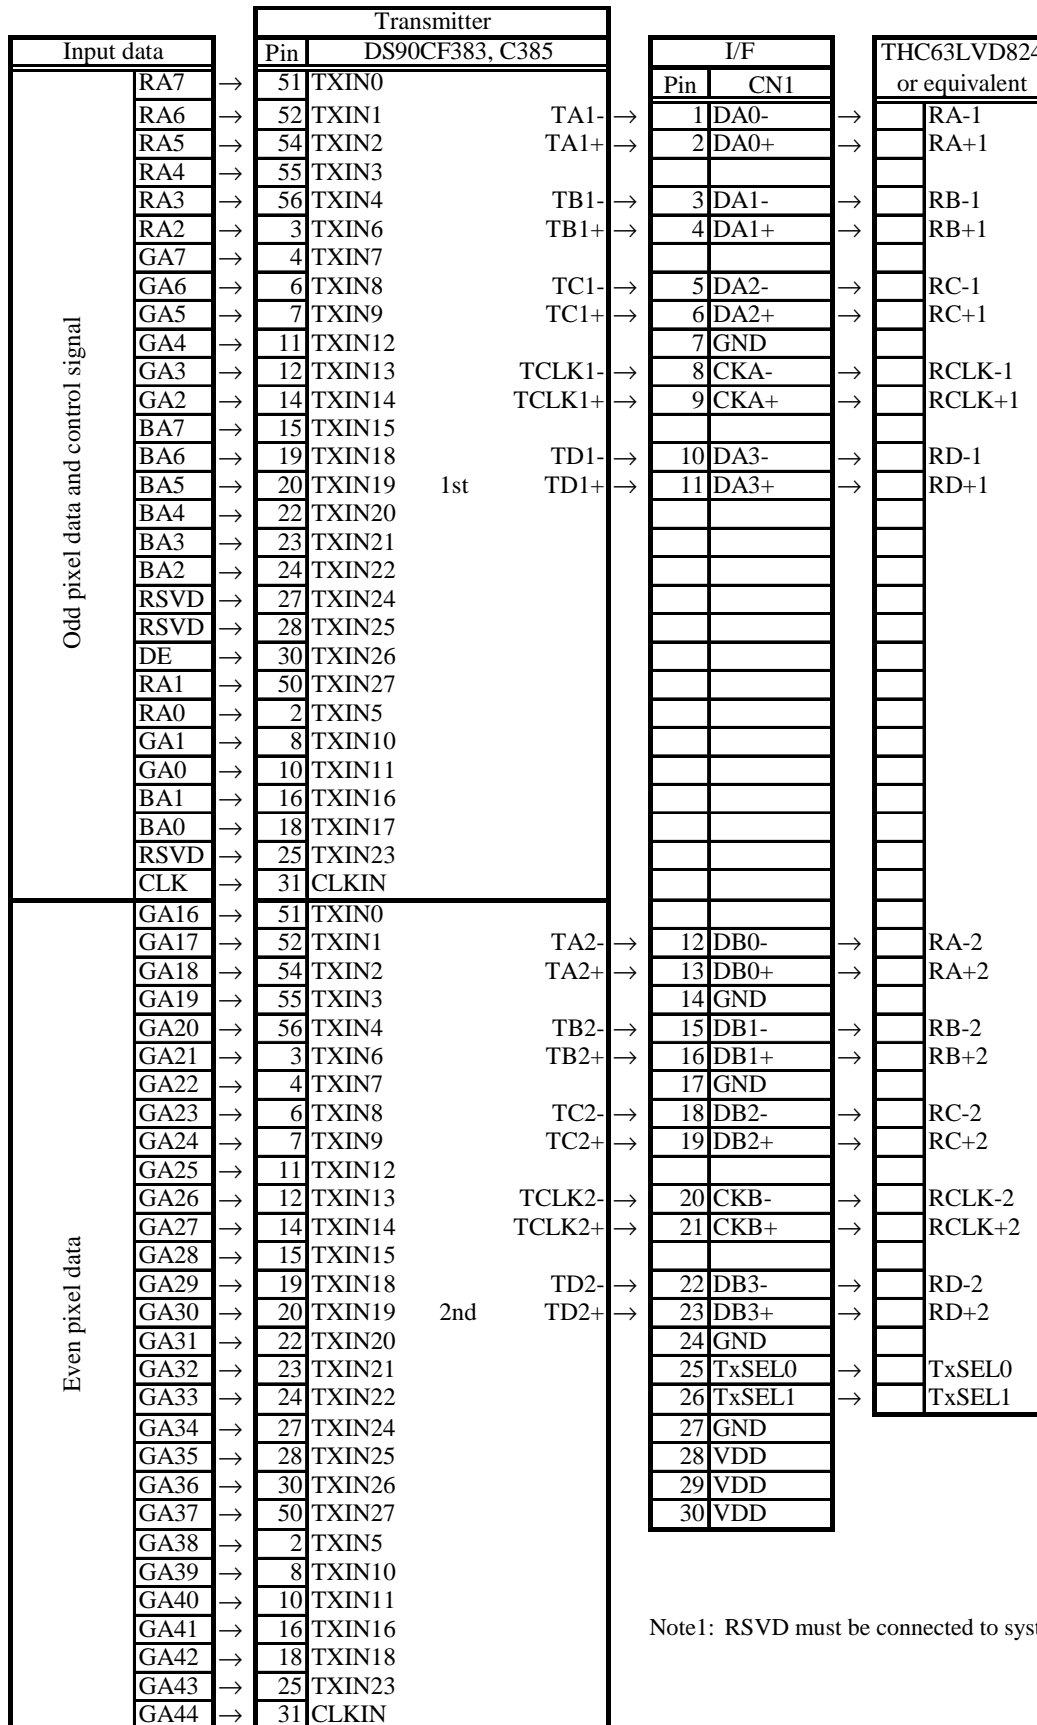 Transmitter
Input data Pin DS90CF383, C385 I/F THC63LVD824
Pin CN1 or equivalent
RA7 → 51 TXIN0
RA6 → 52 TXIN1 TA1- → 1 DA0- → RA-1
RA5 → 54 TXIN2 TA1+ → 2 DA0+ → RA+1
RA4 → 55 TXIN3
RA3 → 56 TXIN4 TB1- → 3 DA1- → RB-1
RA2 → 3 TXIN6 TB1+ → 4 DA1+ → RB+1
GA7 → 4 TXIN7
GA6 → 6 TXIN8 TC1- → 5 DA2- → RC-1
GA5 → 7 TXIN9 TC1+ → 6 DA2+ → RC+1
GA4 → 11 TXIN12 7 GND
GA3 → 12 TXIN13 TCLK1- → 8 CKA- → RCLK-1
GA2 → 14 TXIN14 TCLK1+ → 9 CKA+ → RCLK+1
BA7 → 15 TXIN15
BA6 → 19 TXIN18 TD1- → 10 DA3- → RD-1
BA5 → 20 TXIN19 1st TD1+ → 11 DA3+ → RD+1
BA4 → 22 TXIN20
BA3 → 23 TXIN21
BA2 → 24 TXIN22
RSVD → 27 TXIN24
RSVD → 28 TXIN25
DE → 30 TXIN26
RA1 → 50 TXIN27
RA0 → 2 TXIN5
GA1 → 8 TXIN10
GA0 → 10 TXIN11
BA1 → 16 TXIN16
BA0 → 18 TXIN17
RSVD → 25 TXIN23
CLK → 31 CLKIN
Odd pixel data and control signal
GA16 → 51 TXIN0
GA17 → 52 TXIN1 TA2- → 12 DB0- → RA-2
GA18 → 54 TXIN2 TA2+ → 13 DB0+ → RA+2
GA19 → 55 TXIN3 14 GND
GA20 → 56 TXIN4 TB2- → 15 DB1- → RB-2
GA21 → 3 TXIN6 TB2+ → 16 DB1+ → RB+2
GA22 → 4 TXIN7 17 GND
GA23 → 6 TXIN8 TC2- → 18 DB2- → RC-2
GA24 → 7 TXIN9 TC2+ → 19 DB2+ → RC+2
GA25 → 11 TXIN12
GA26 → 12 TXIN13 TCLK2- → 20 CKB- → RCLK-2
GA27 → 14 TXIN14 TCLK2+ → 21 CKB+ → RCLK+2
GA28 → 15 TXIN15
GA29 → 19 TXIN18 TD2- → 22 DB3- → RD-2
GA30 → 20 TXIN19 2nd TD2+ → 23 DB3+ → RD+2
GA31 → 22 TXIN20 24 GND
GA32 → 23 TXIN21 25 TxSEL0 → TxSEL0
GA33 → 24 TXIN22 26 TxSEL1 → TxSEL1
GA34 → 27 TXIN24 27 GND
GA35 → 28 TXIN25 28 VDD
GA36 → 30 TXIN26 29 VDD
GA37 → 50 TXIN27 30 VDD
GA38 → 2 TXIN5
GA39 → 8 TXIN10
GA40 → 10 TXIN11
GA41 → 16 TXIN16
GA42 → 18 TXIN18
GA43 → 25 TXIN23
GA44 → 31 CLKIN
Even pixel data
Note1: RSVD must be connected to syst